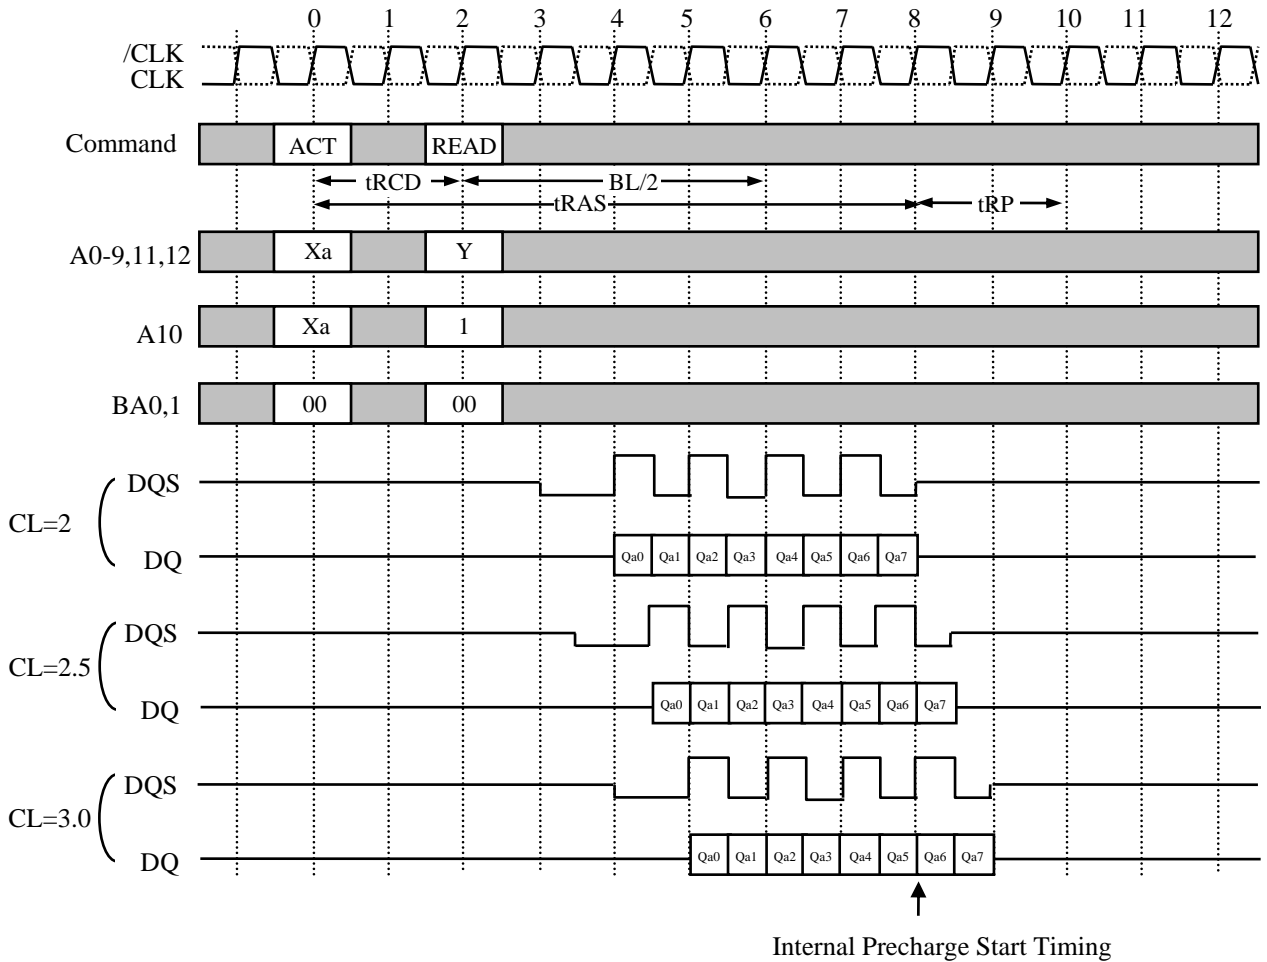 0 1 2 3 4 5 6 7 8 9 10 11 12
/CLK
CLK
Command ACT READ
tRCD BL/2
tRAS tRP
A0-9,11,12 Xa Y
A10 Xa 1
BA0,1 00 00
DQS
CL=2
DQ Qa0 Qa1 Qa2 Qa3 Qa4 Qa5 Qa6 Qa7
DQS
CL=2.5
DQ Qa0 Qa1 Qa2 Qa3 Qa4 Qa5 Qa6 Qa7
DQS
CL=3.0
DQ Qa0 Qa1 Qa2 Qa3 Qa4 Qa5 Qa6 Qa7
Internal Precharge Start Timing